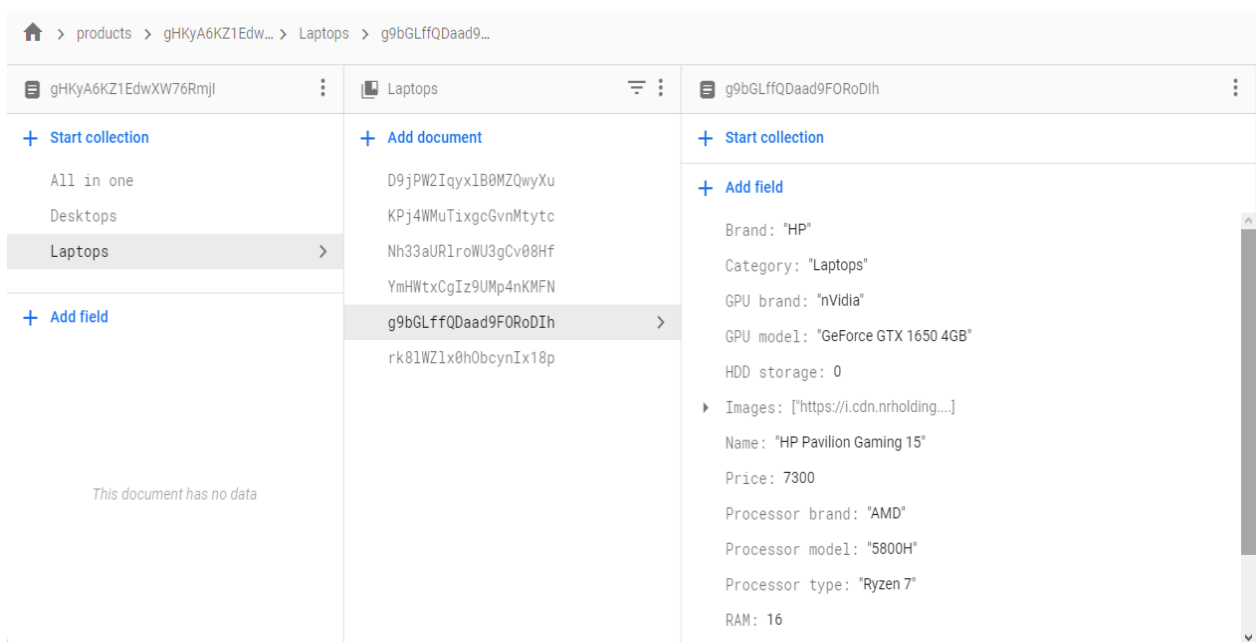 products > gHKyA6KZ1Edw... > Laptops > g9bGLffQDaad9...
gHKyA6KZ1EdwXW76RmjI
Start collection
All in one
Desktops
Laptops
Add field
This document has no data
Laptops
Add document
D9jPW2IqyxlB0MZQwyXu
KPj4WMuTixgcGvnMtytc
Nh33aURlroWU3gCv08Hf
YmHWtxCgIz9UMp4nKMFN
g9bGLffQDaad9FORoDIh
rk8lWZlx0hObcynIx18p
g9bGLffQDaad9FORoDIh
Start collection
Add field
Brand: "HP"
Category: "Laptops"
GPU brand: "nVidia"
GPU model: "GeForce GTX 1650 4GB"
HDD storage: 0
Images: ["https://i.cdn.nrholding....]
Name: "HP Pavilion Gaming 15"
Price: 7300
Processor brand: "AMD"
Processor model: "5800H"
Processor type: "Ryzen 7"
RAM: 16